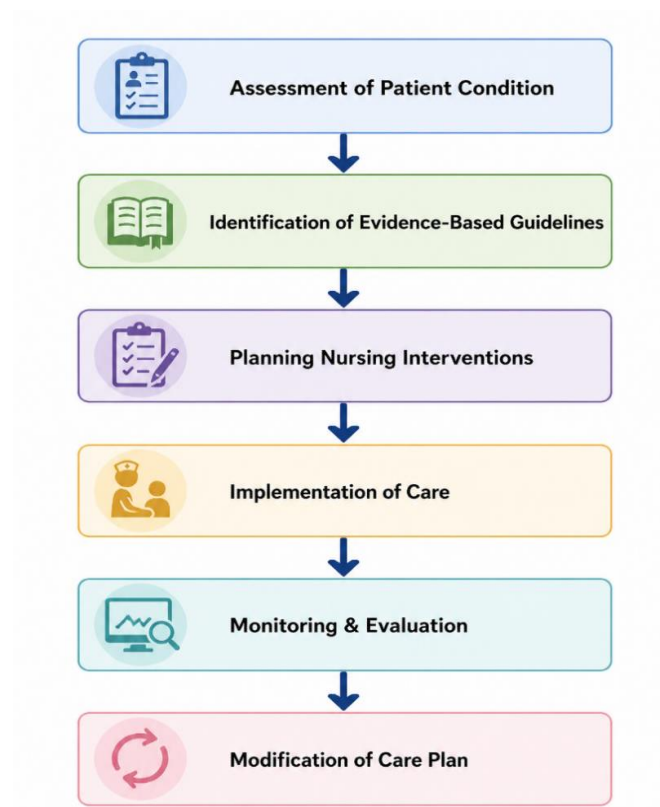 Assessment of Patient Condition
Identification of Evidence-Based Guidelines
Planning Nursing Interventions
Implementation of Care
Monitoring & Evaluation
Modification of Care Plan